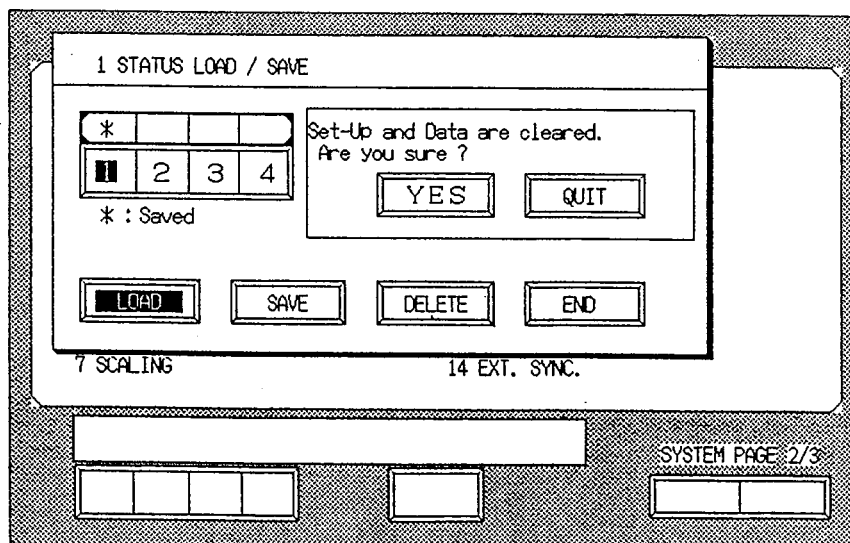 1 STATUS LOAD / SAVE
*
1 2 3 4
* : Saved
Set-Up and Data are cleared.
Are you sure ?
YES QUIT
LOAD SAVE DELETE END
7 SCALING 14 EXT. SYNC.
SYSTEM PAGE 2/3